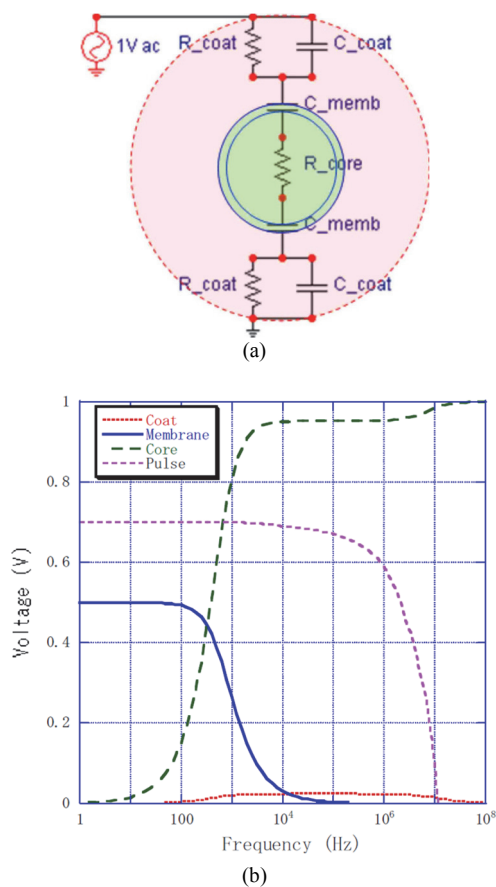 1V ac
R_coat
C_coat
C_memb
R_core
C_memb
R_coat
C_coat
(a)
Coat
Membrane
Core
Pulse
Voltage (V)
1
0.8
0.6
0.4
0.2
0
1
100
10^4
10^6
10^8
Frequency (Hz)
(b)